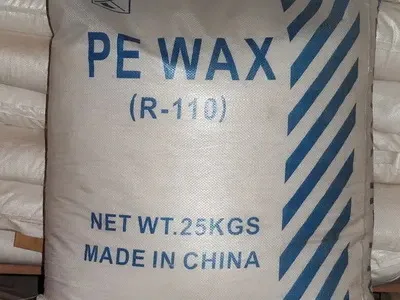 PE WAX
(R-110)
NET WT.25KGS
MADE IN CHINA